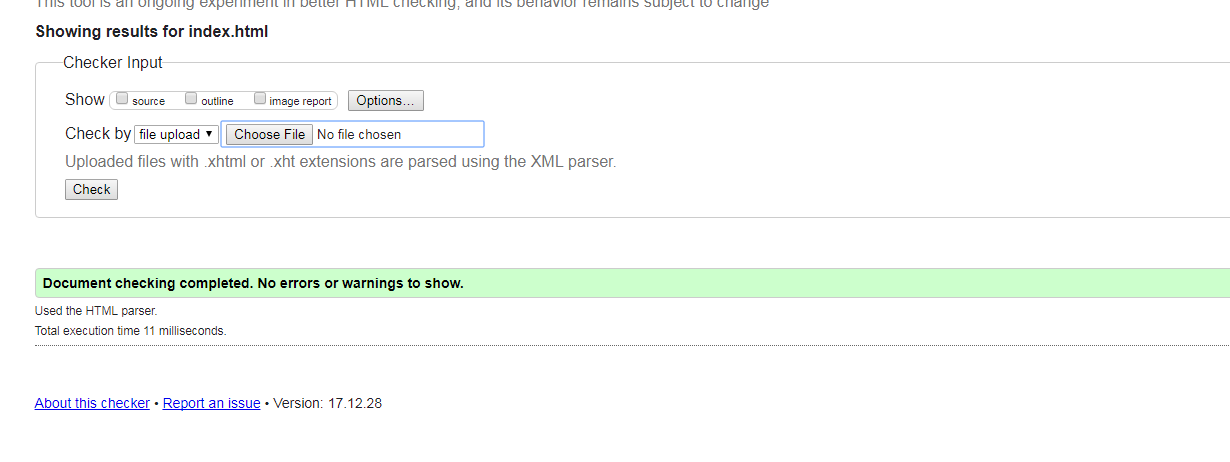 This tool is an ongoing experiment in better HTML checking, and its behavior remains subject to change
Showing results for index.html
Checker Input
Show source outline image report Options...
Check by file upload Choose File No file chosen
Uploaded files with .xhtml or .xht extensions are parsed using the XML parser.
Check
Document checking completed. No errors or warnings to show.
Used the HTML parser.
Total execution time 11 milliseconds.
About this checker • Report an issue • Version: 17.12.28